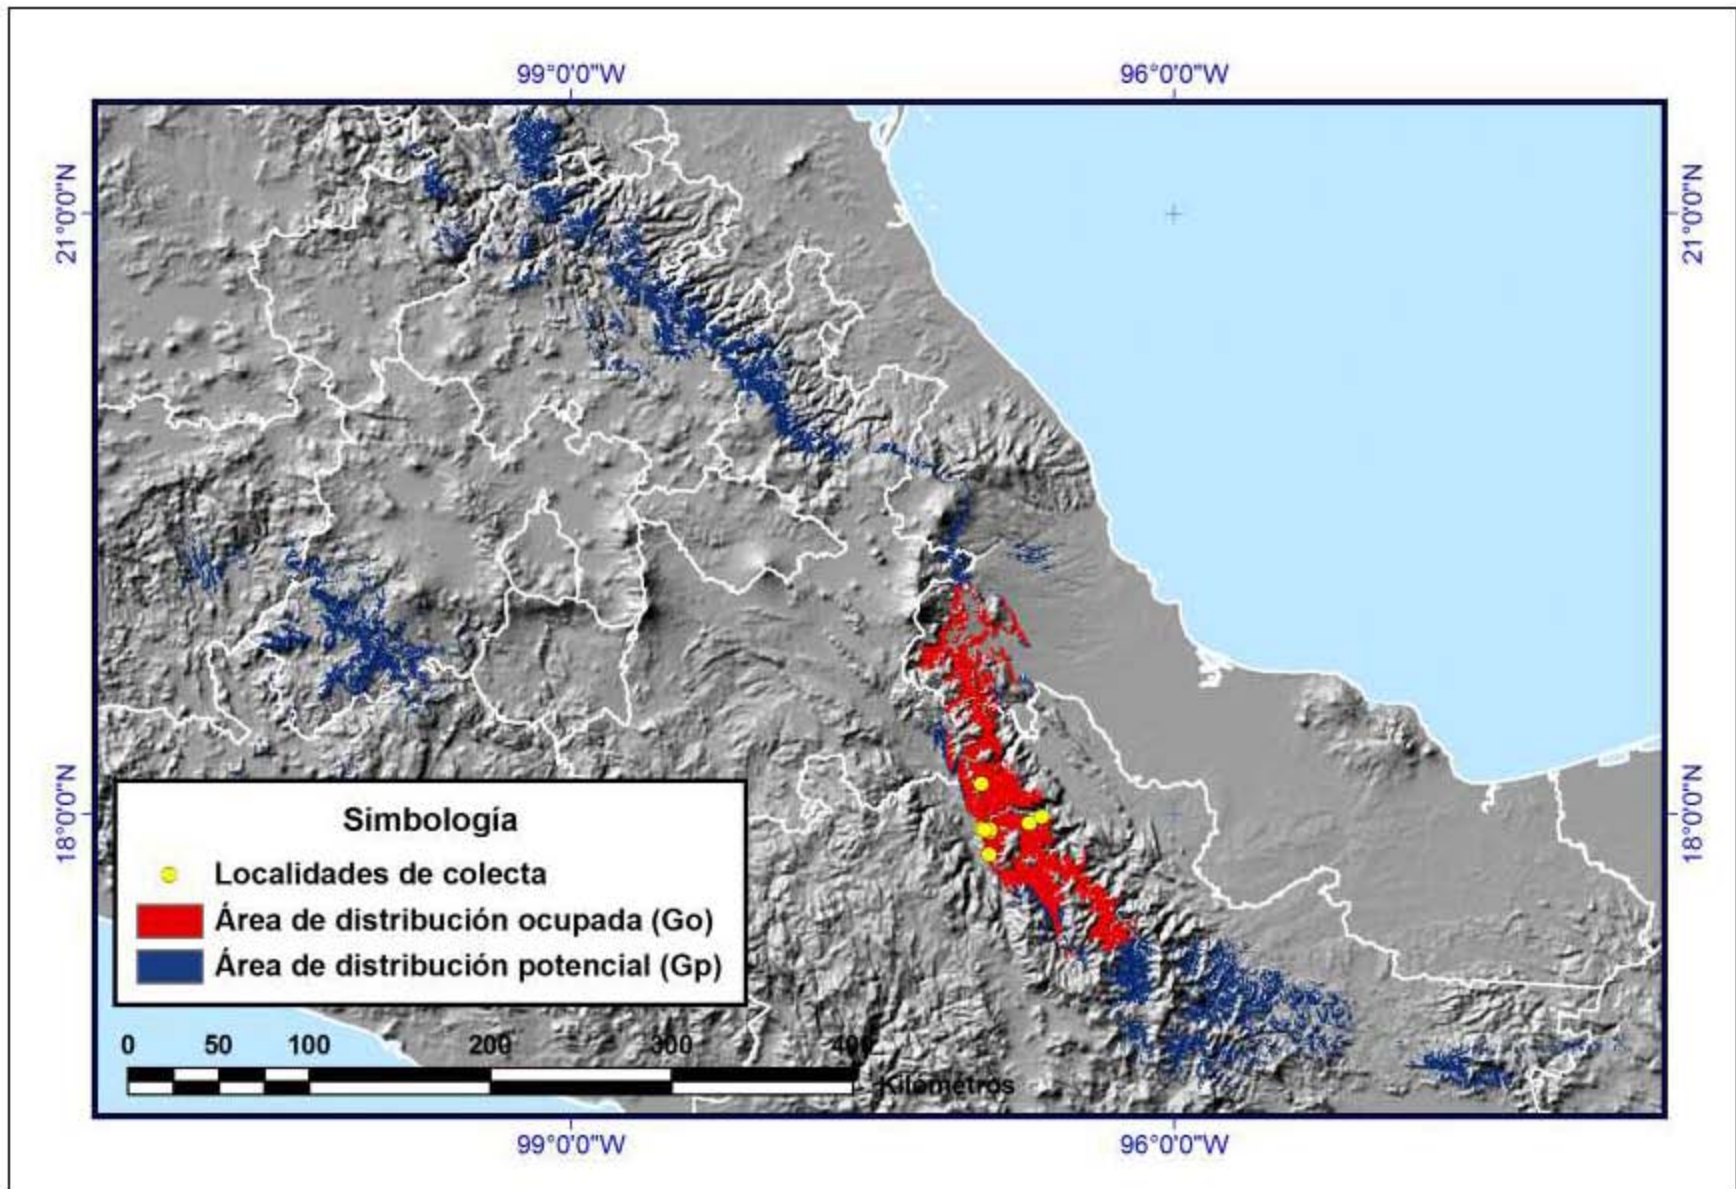 99°0'0"W 96°0'0"W
21°0'0"N 21°0'0"N
18°0'0"N 18°0'0"N
Simbología
Localidades de colecta
Área de distribución ocupada (Go)
Área de distribución potencial (Gp)
0 50 100 200 300 400
Kilómetros
99°0'0"W 96°0'0"W